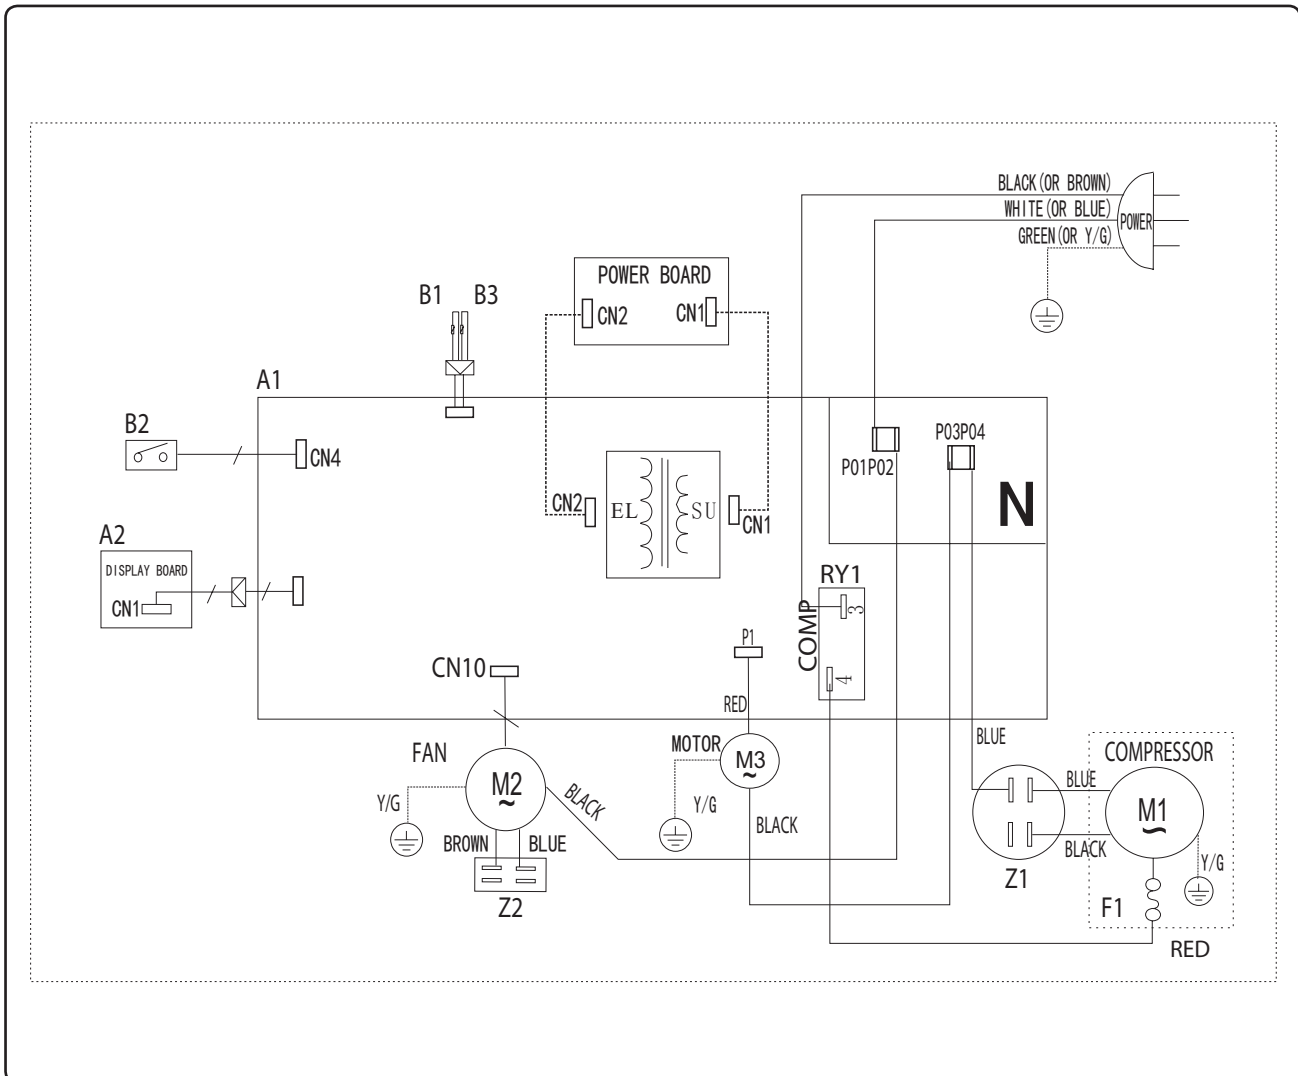 BLACK(OR BROWN)
WHITE(OR BLUE)
GREEN(OR Y/G)
POWER
POWER BOARD
CN2
CN1
B1 B3
A1
B2
CN4
P03P04
P01P02
N
CN2
EL
SU
CN1
A2
DISPLAY BOARD
CN1
RY1
COMP
3
4
P1
CN10
RED
BLUE
FAN
MOTOR
M3
~
COMPRESSOR
M2
~
BLACK
BLUE
M1
~
Y/G
Y/G
BLACK
BROWN
BLUE
BLACK
Y/G
Z1
Z2
F1
RED